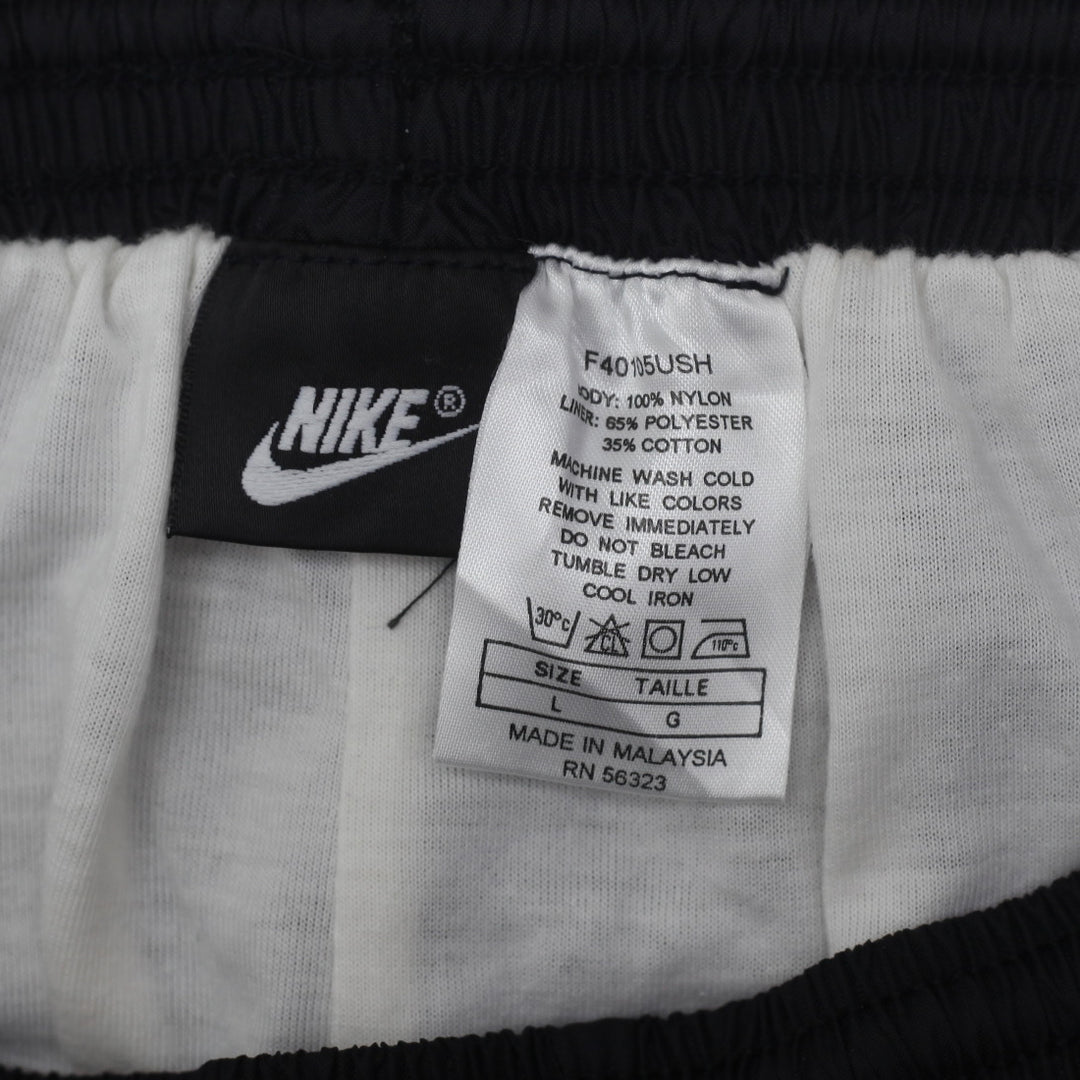 NIKE®
F40105USH
BODY: 100% NYLON
LINER: 65% POLYESTER
35% COTTON
MACHINE WASH COLD
WITH LIKE COLORS
REMOVE IMMEDIATELY
DO NOT BLEACH
TUMBLE DRY LOW
COOL IRON
30°C CL 110°C
SIZE TAILLE
L G
MADE IN MALAYSIA
RN 56323